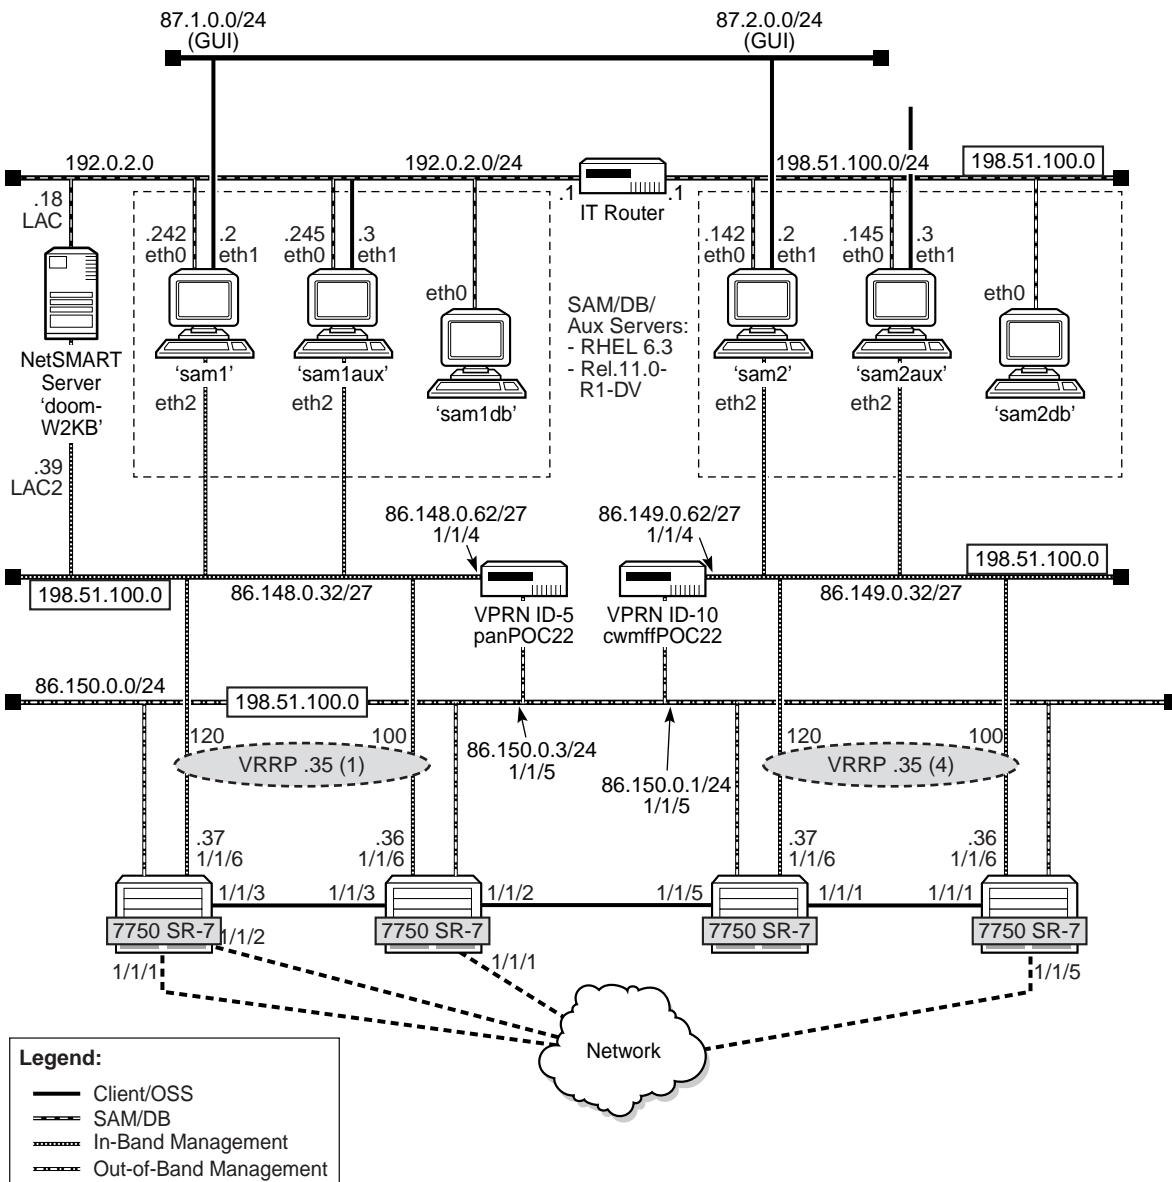 87.1.0.0/24
(GUI)
87.2.0.0/24
(GUI)
192.0.2.0
192.0.2.0/24
198.51.100.0/24
198.51.100.0
.18
LAC
.1
.1
IT Router
.242
eth0
.2
eth1
.245
eth0
.3
eth1
eth0
.142
eth0
.2
eth1
.145
eth0
.3
eth1
eth0
SAM/DB/
Aux Servers:
- RHEL 6.3
- Rel.11.0-
R1-DV
NetSMART
Server
‘doom-
W2KB’
‘sam1’
‘sam1aux’
‘sam1db’
‘sam2’
‘sam2aux’
‘sam2db’
eth2
eth2
eth2
eth2
.39
LAC2
86.148.0.62/27
1/1/4
86.149.0.62/27
1/1/4
198.51.100.0
86.148.0.32/27
86.149.0.32/27
198.51.100.0
VPRN ID-5
panPOC22
VPRN ID-10
cwmffPOC22
86.150.0.0/24
198.51.100.0
86.150.0.3/24
1/1/5
86.150.0.1/24
1/1/5
120
100
VRRP .35 (1)
120
100
VRRP .35 (4)
.37
1/1/6
.36
1/1/6
.37
1/1/6
.36
1/1/6
1/1/3
1/1/3
1/1/2
1/1/5
1/1/1
1/1/1
7750 SR-7
7750 SR-7
7750 SR-7
7750 SR-7
1/1/2
1/1/1
1/1/1
1/1/5
Network
Legend:
Client/OSS
SAM/DB
In-Band Management
Out-of-Band Management